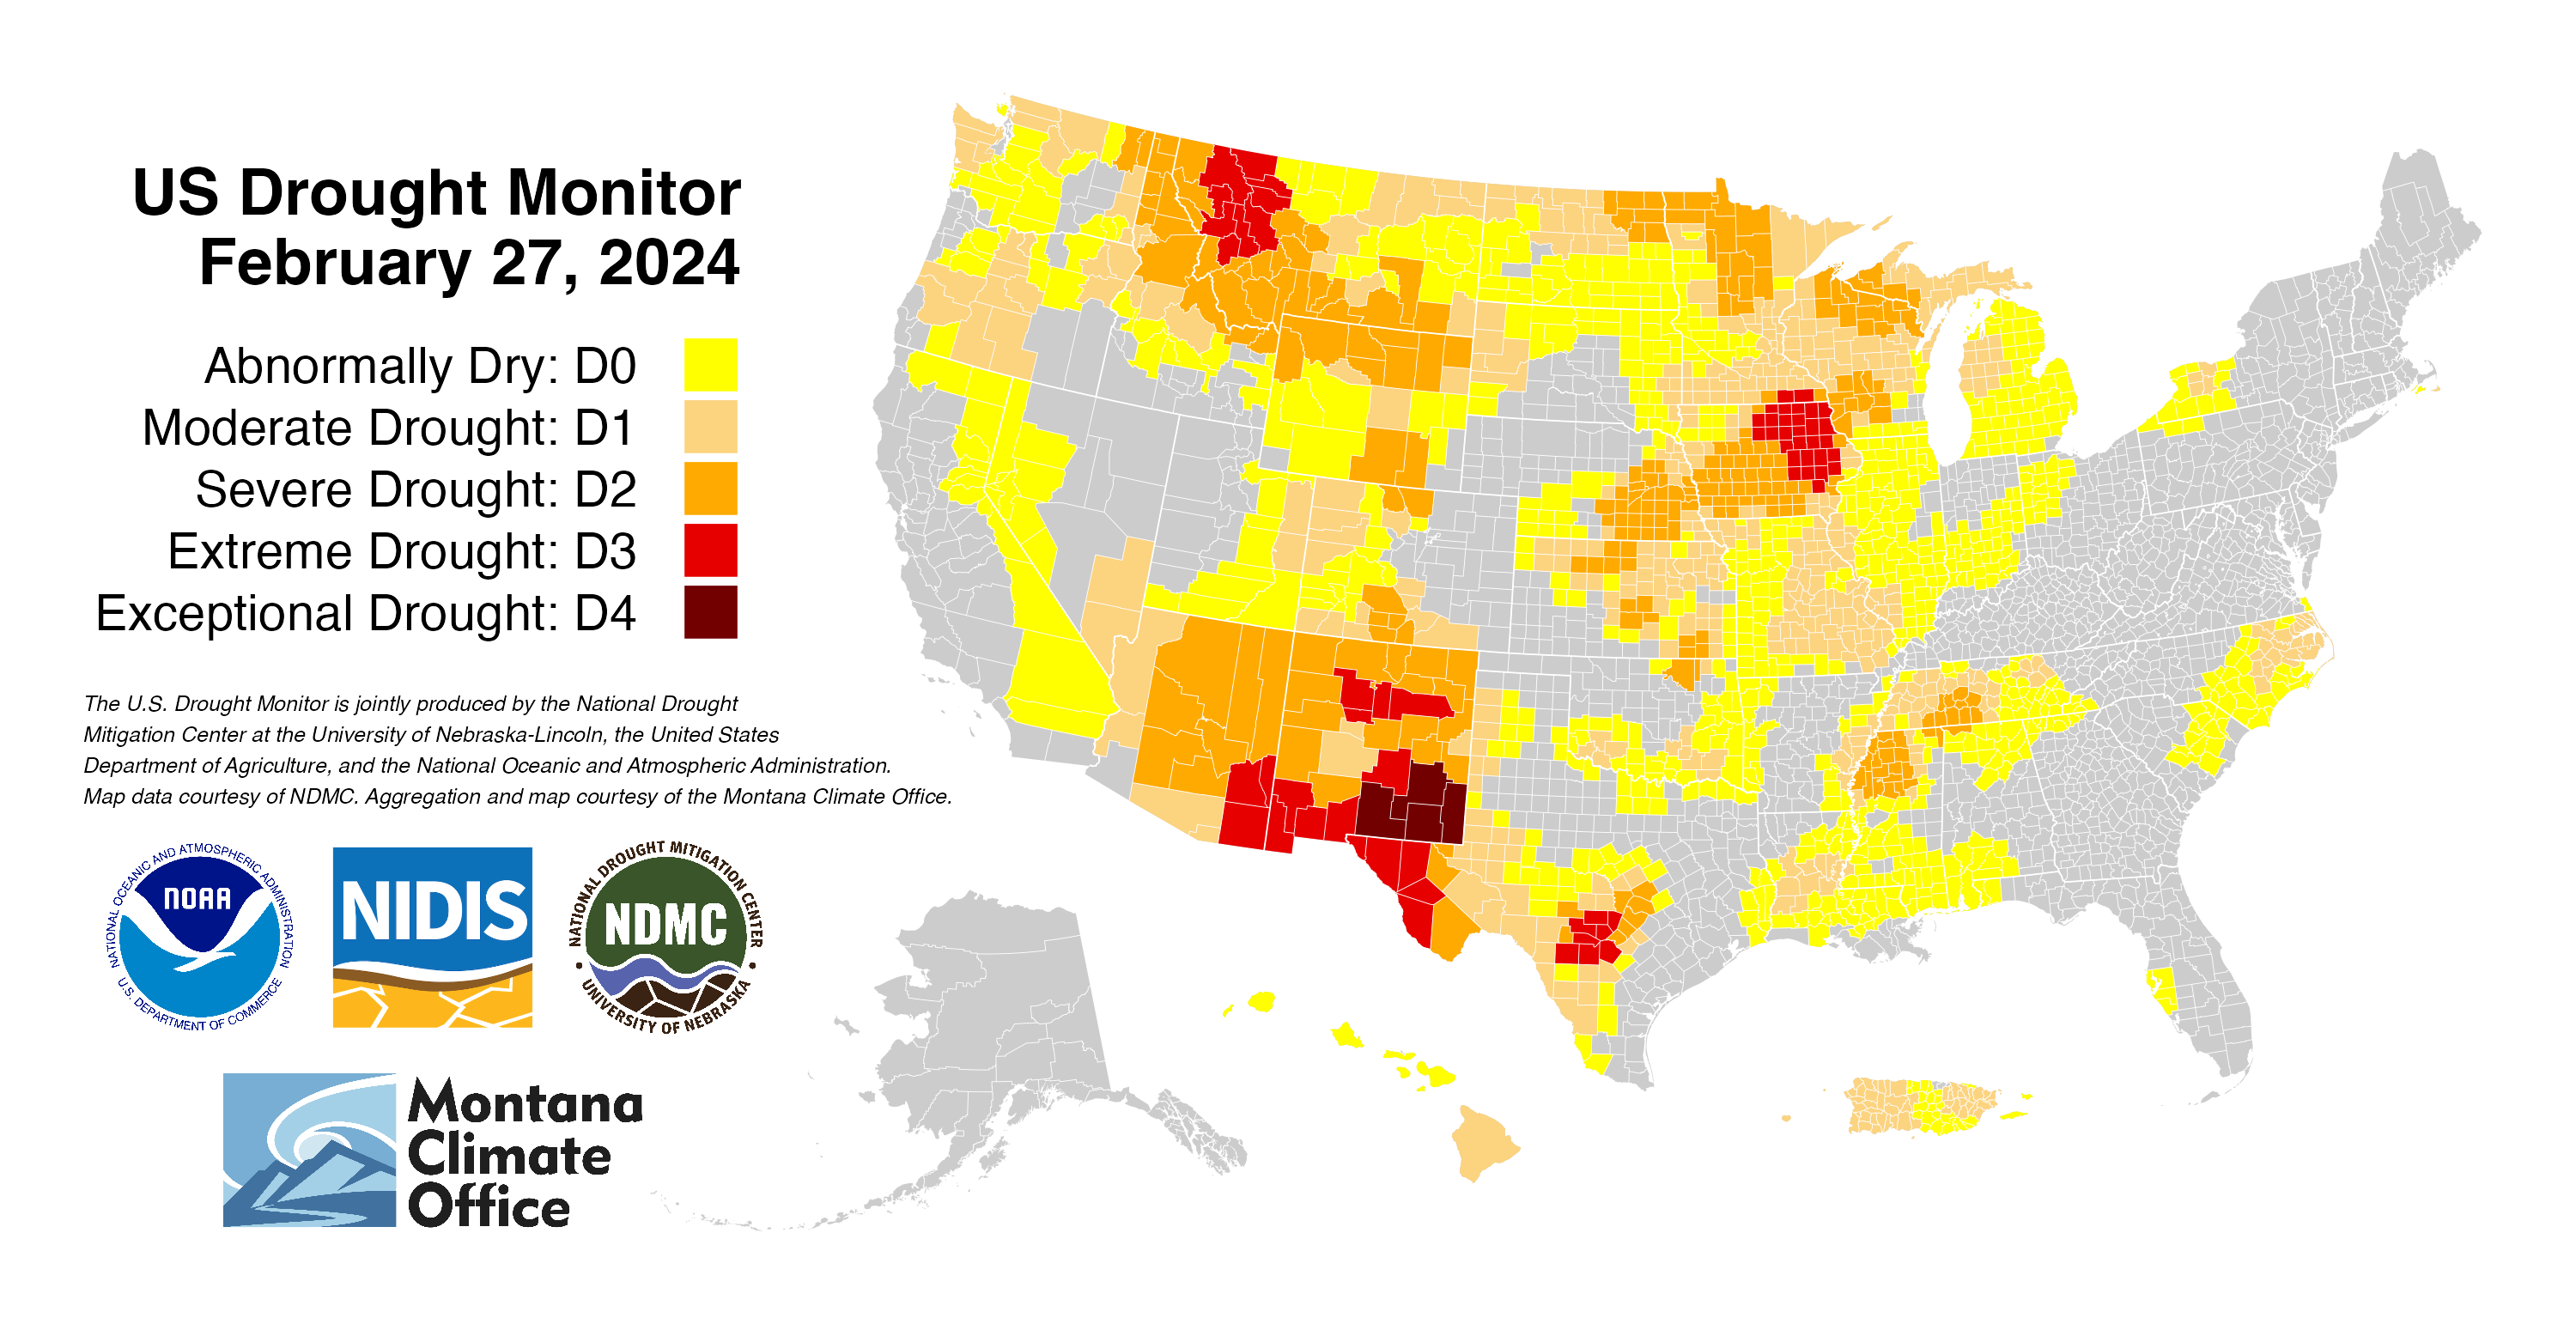 US Drought Monitor
February 27, 2024
Abnormally Dry: D0
Moderate Drought: D1
Severe Drought: D2
Extreme Drought: D3
Exceptional Drought: D4
The U.S. Drought Monitor is jointly produced by the National Drought
Mitigation Center at the University of Nebraska-Lincoln, the United States
Department of Agriculture, and the National Oceanic and Atmospheric Administration.
Map data courtesy of NDMC. Aggregation and map courtesy of the Montana Climate Office.
NATIONAL OCEANIC AND ATMOSPHERIC ADMINISTRATION
NOAA
U.S. DEPARTMENT OF COMMERCE
NIDIS
NATIONAL DROUGHT MITIGATION CENTER
NDMC
UNIVERSITY OF NEBRASKA
Montana
Climate
Office